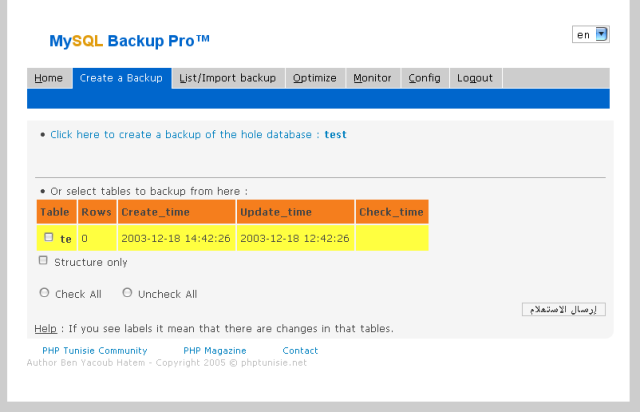 MySQL Backup Pro™
en
Home Create a Backup List/Import backup Optimize Monitor Config Logout
• Click here to create a backup of the hole database : test
• Or select tables to backup from here :
Table Rows Create_time Update_time Check_time
te 0 2003-12-18 14:42:26 2003-12-18 12:42:26
Structure only
Check All Uncheck All
إرسال الاستعلام
Help : If you see labels it mean that there are changes in that tables.
PHP Tunisie Community PHP Magazine Contact
Author Ben Yacoub Hatem - Copyright 2005 © phptunisie.net